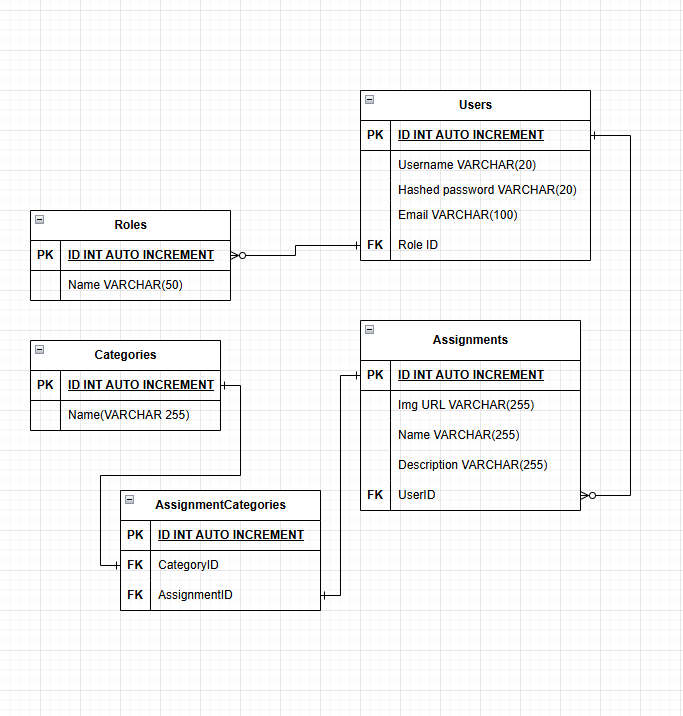 Users
PK ID INT AUTO INCREMENT
Username VARCHAR(20)
Hashed password VARCHAR(20)
Email VARCHAR(100)
FK Role ID
Roles
PK ID INT AUTO INCREMENT
Name VARCHAR(50)
Categories
PK ID INT AUTO INCREMENT
Name(VARCHAR 255)
Assignments
PK ID INT AUTO INCREMENT
Img URL VARCHAR(255)
Name VARCHAR(255)
Description VARCHAR(255)
FK UserID
AssignmentCategories
PK ID INT AUTO INCREMENT
FK CategoryID
FK AssignmentID